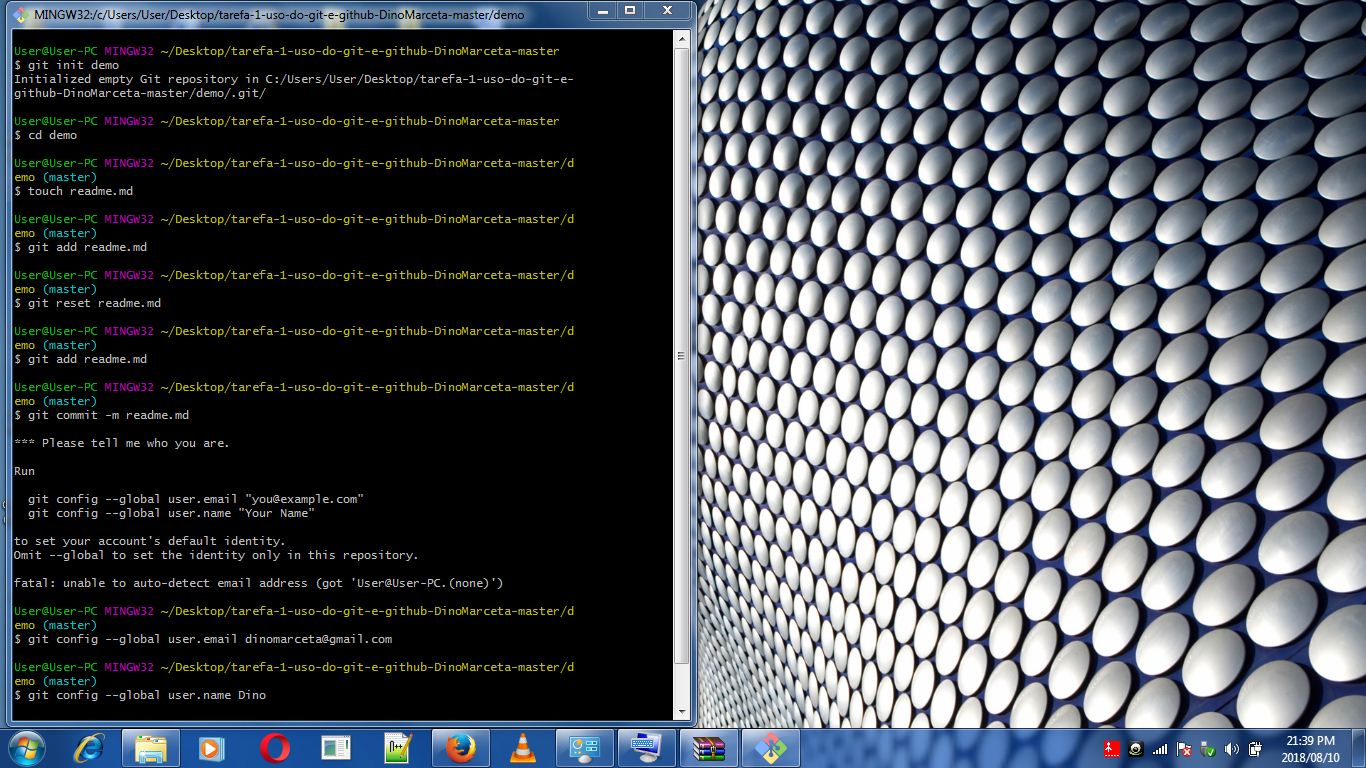 MINGW32:/c/Users/User/Desktop/tarefa-1-uso-do-git-e-github-DinoMarceta-master/demo
User@User-PC MINGW32 ~/Desktop/tarefa-1-uso-do-git-e-github-DinoMarceta-master
$ git init demo
Initialized empty Git repository in C:/Users/User/Desktop/tarefa-1-uso-do-git-e-
github-DinoMarceta-master/demo/.git/
User@User-PC MINGW32 ~/Desktop/tarefa-1-uso-do-git-e-github-DinoMarceta-master
$ cd demo
User@User-PC MINGW32 ~/Desktop/tarefa-1-uso-do-git-e-github-DinoMarceta-master/d
emo (master)
$ touch readme.md
User@User-PC MINGW32 ~/Desktop/tarefa-1-uso-do-git-e-github-DinoMarceta-master/d
emo (master)
$ git add readme.md
User@User-PC MINGW32 ~/Desktop/tarefa-1-uso-do-git-e-github-DinoMarceta-master/d
emo (master)
$ git reset readme.md
User@User-PC MINGW32 ~/Desktop/tarefa-1-uso-do-git-e-github-DinoMarceta-master/d
emo (master)
$ git add readme.md
User@User-PC MINGW32 ~/Desktop/tarefa-1-uso-do-git-e-github-DinoMarceta-master/d
emo (master)
$ git commit -m readme.md
*** Please tell me who you are.
Run
git config --global user.email "you@example.com"
git config --global user.name "Your Name"
to set your account's default identity.
Omit --global to set the identity only in this repository.
fatal: unable to auto-detect email address (got 'User@User-PC.(none)')
User@User-PC MINGW32 ~/Desktop/tarefa-1-uso-do-git-e-github-DinoMarceta-master/d
emo (master)
$ git config --global user.email dinomarceta@gmail.com
User@User-PC MINGW32 ~/Desktop/tarefa-1-uso-do-git-e-github-DinoMarceta-master/d
emo (master)
$ git config --global user.name Dino
21:39 PM
2018/08/10